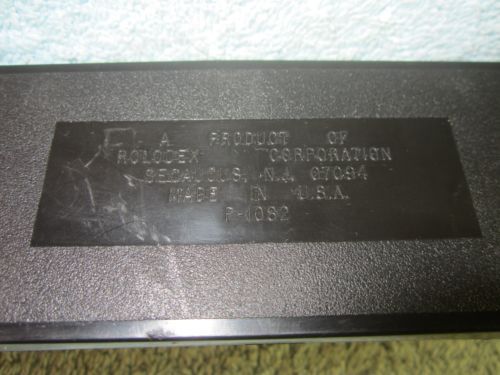 A PRODUCT OF
ROLODEX CORPORATION
SECAUCUS, N.J. 07094
MADE IN U.S.A.
P-1082